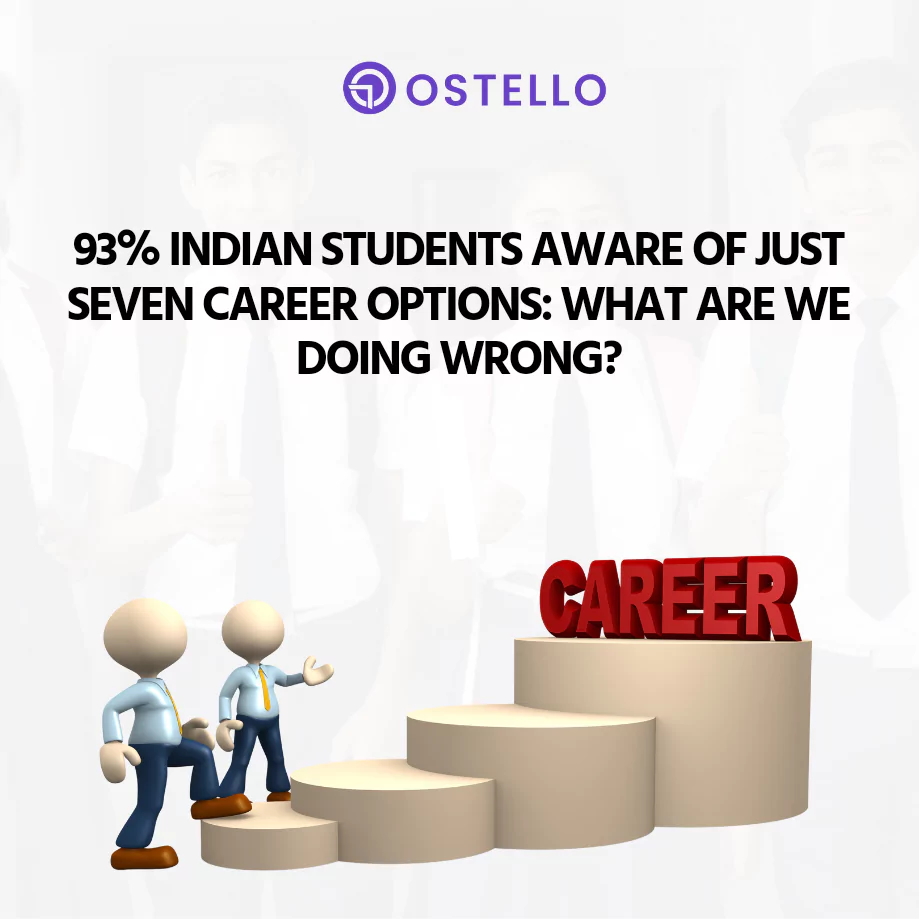 OSTELLO
93% INDIAN STUDENTS AWARE OF JUST
SEVEN CAREER OPTIONS: WHAT ARE WE
DOING WRONG?
CAREER